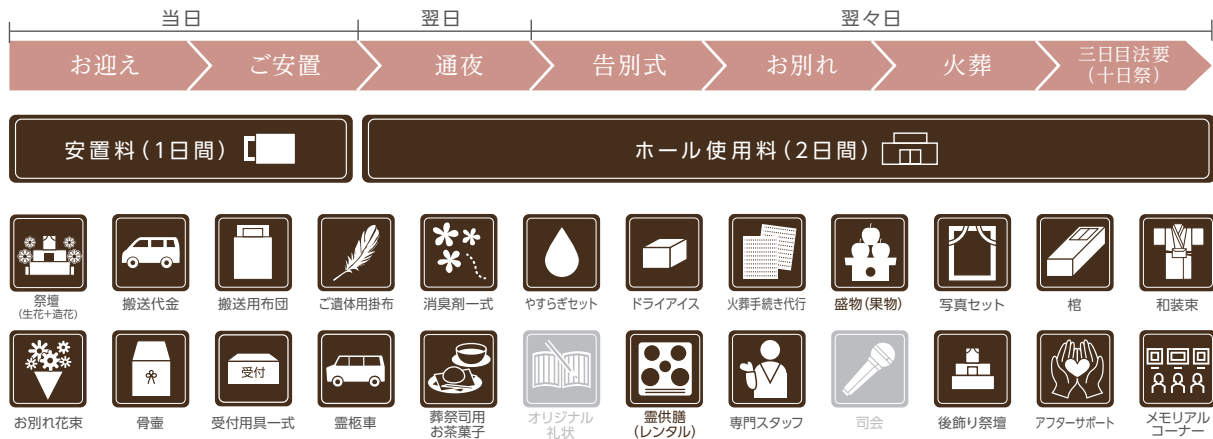 当日
翌日
翌々日
お迎え
ご安置
通夜
告別式
お別れ
火葬
三日目法要
（十日祭）
安置料（1日間）
ホール使用料（2日間）
祭壇
（生花+造花）
搬送代金
搬送用布団
ご遺体用掛布
消臭剤一式
やすらぎセット
ドライアイス
火葬手続き代行
盛物（果物）
写真セット
棺
和装束
お別れ花束
骨壷
受付
受付用具一式
霊柩車
葬祭司用
お茶菓子
オリジナル
礼状
霊供膳
（レンタル）
専門スタッフ
司会
後飾り祭壇
アフターサポート
メモリアル
コーナー